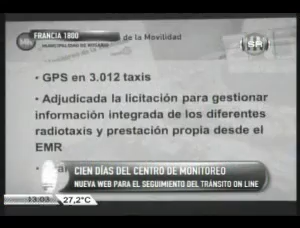 FRANCIA 1800
MUNICIPALIDAD DE ROSARIO
de la Movilidad
• GPS en 3.012 taxis
• Adjudicada la licitación para gestionar
información integrada de los diferentes
radiotaxis y prestación propia desde el
EMR
CIEN DÍAS DEL CENTRO DE MONITOREO
NUEVA WEB PARA EL SEGUIMIENTO DEL TRÁNSITO ON LINE
13:03 27,2°C